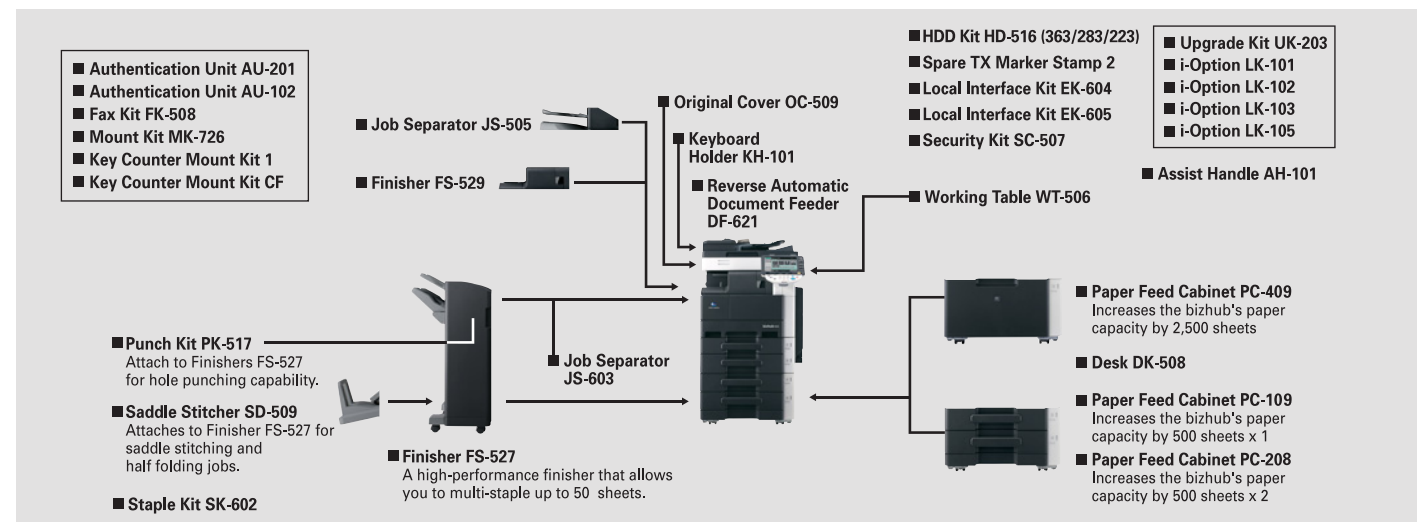 ■ Authentication Unit AU-201
■ Authentication Unit AU-102
■ Fax Kit FK-508
■ Mount Kit MK-726
■ Key Counter Mount Kit 1
■ Key Counter Mount Kit CF
■ Job Separator JS-505
■ Finisher FS-529
■ Original Cover OC-509
■ Keyboard
Holder KH-101
■ Reverse Automatic
Document Feeder
DF-621
■ HDD Kit HD-516 (363/283/223)
■ Spare TX Marker Stamp 2
■ Local Interface Kit EK-604
■ Local Interface Kit EK-605
■ Security Kit SC-507
■ Upgrade Kit UK-203
■ i-Option LK-101
■ i-Option LK-102
■ i-Option LK-103
■ i-Option LK-105
■ Assist Handle AH-101
■ Working Table WT-506
■ Punch Kit PK-517
Attach to Finishers FS-527
for hole punching capability.
■ Saddle Stitcher SD-509
Attaches to Finisher FS-527 for
saddle stitching and
half folding jobs.
■ Staple Kit SK-602
■ Job Separator
JS-603
■ Finisher FS-527
A high-performance finisher that allows
you to multi-staple up to 50 sheets.
■ Paper Feed Cabinet PC-409
Increases the bizhub's paper
capacity by 2,500 sheets
■ Desk DK-508
■ Paper Feed Cabinet PC-109
Increases the bizhub's paper
capacity by 500 sheets x 1
■ Paper Feed Cabinet PC-208
Increases the bizhub's paper
capacity by 500 sheets x 2